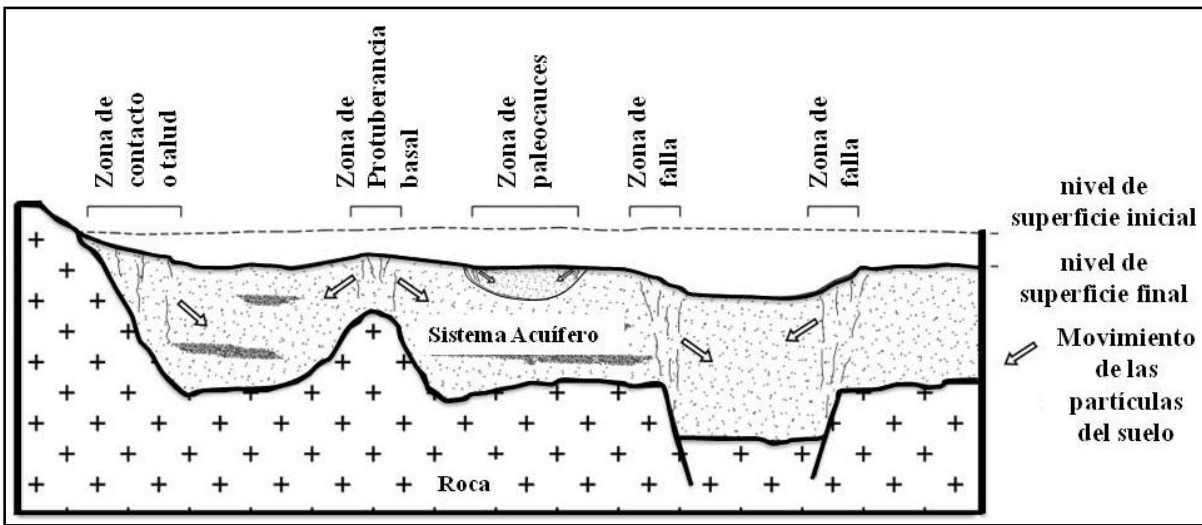 Zona de
contacto
o talud
Zona de
Protuberancia
basal
Zona de
paleocauces
Zona de
falla
Zona de
falla
nivel de
superficie inicial
nivel de
superficie final
Movimiento
de las
partículas
del suelo
Sistema Acuífero
Roca